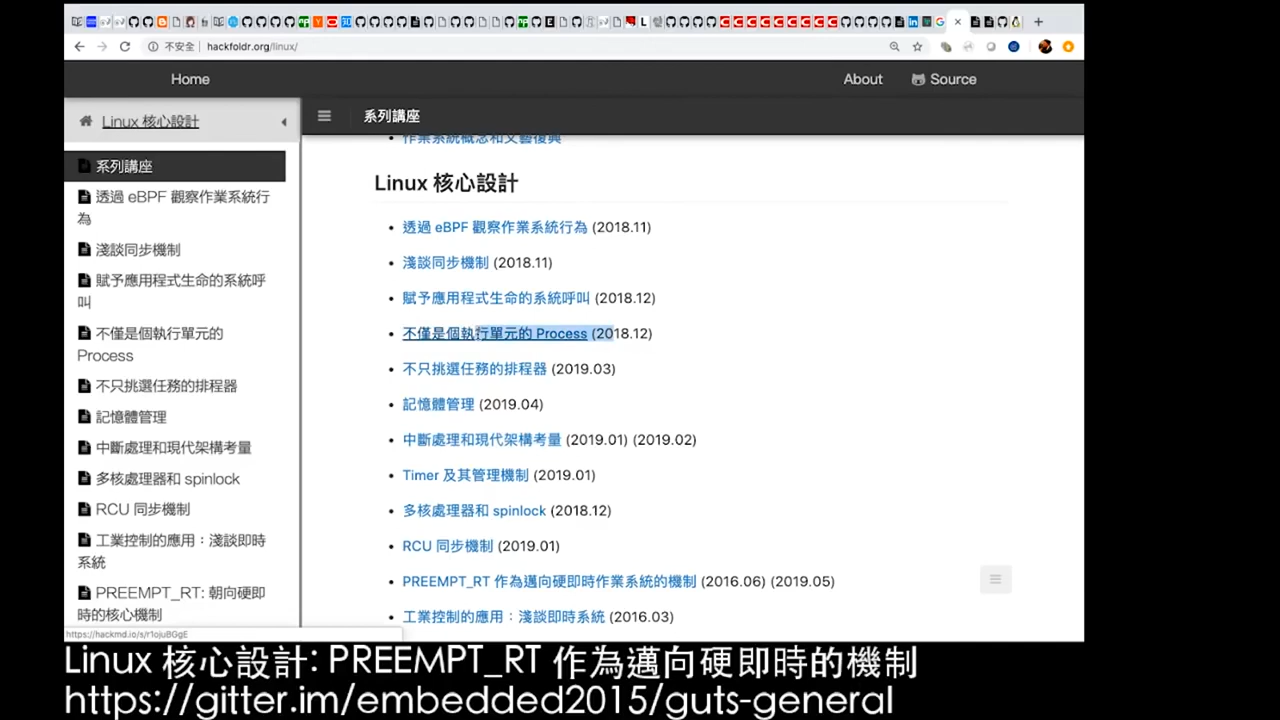 不安全 | hackfoldr.org/linux/
Home
About
Source
Linux 核心設計
系列講座
透過 eBPF 觀察作業系統行
為
淺談同步機制
賦予應用程式生命的系統呼
叫
不僅是個執行單元的
Process
不只挑選任務的排程器
記憶體管理
中斷處理和現代架構考量
多核處理器和 spinlock
RCU 同步機制
工業控制的應用：淺談即時
系統
PREEMPT_RT: 朝向硬即
時的核心機制
https://hackmd.io/s/r1ojuBGgE
系列講座
作業系統概念和文藝復興
Linux 核心設計
• 透過 eBPF 觀察作業系統行為 (2018.11)
• 淺談同步機制 (2018.11)
• 賦予應用程式生命的系統呼叫 (2018.12)
• 不僅是個執行單元的 Process (2018.12)
• 不只挑選任務的排程器 (2019.03)
• 記憶體管理 (2019.04)
• 中斷處理和現代架構考量 (2019.01) (2019.02)
• Timer 及其管理機制 (2019.01)
• 多核處理器和 spinlock (2018.12)
• RCU 同步機制 (2019.01)
• PREEMPT_RT 作為邁向硬即時作業系統的機制 (2016.06) (2019.05)
• 工業控制的應用：淺談即時系統 (2016.03)
Linux 核心設計: PREEMPT_RT 作為邁向硬即時的機制
https://gitter.im/embedded2015/guts-general